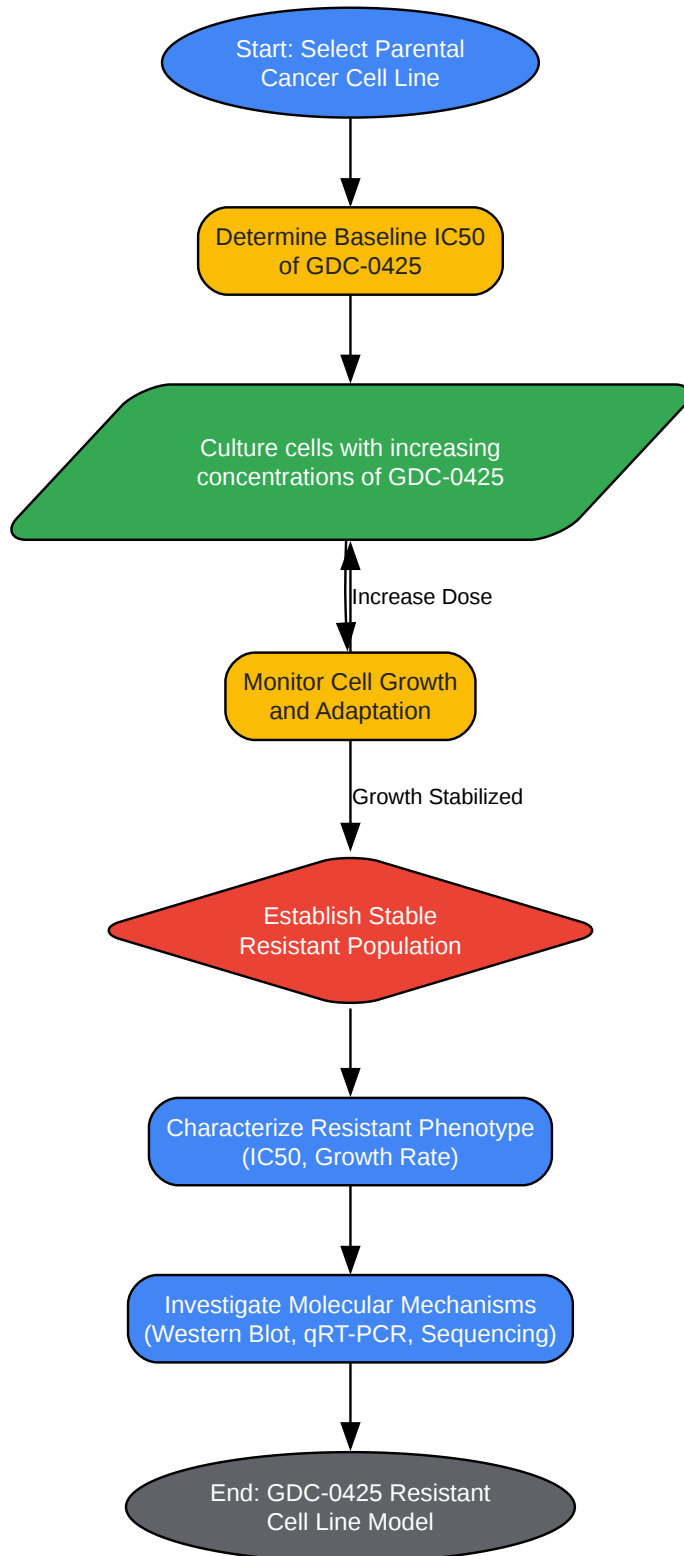 Start: Select Parental
Cancer Cell Line
Determine Baseline IC50
of GDC-0425
Culture cells with increasing
concentrations of GDC-0425
Increase Dose
Monitor Cell Growth
and Adaptation
Growth Stabilized
Establish Stable
Resistant Population
Characterize Resistant Phenotype
(IC50, Growth Rate)
Investigate Molecular Mechanisms
(Western Blot, qRT-PCR, Sequencing)
End: GDC-0425 Resistant
Cell Line Model